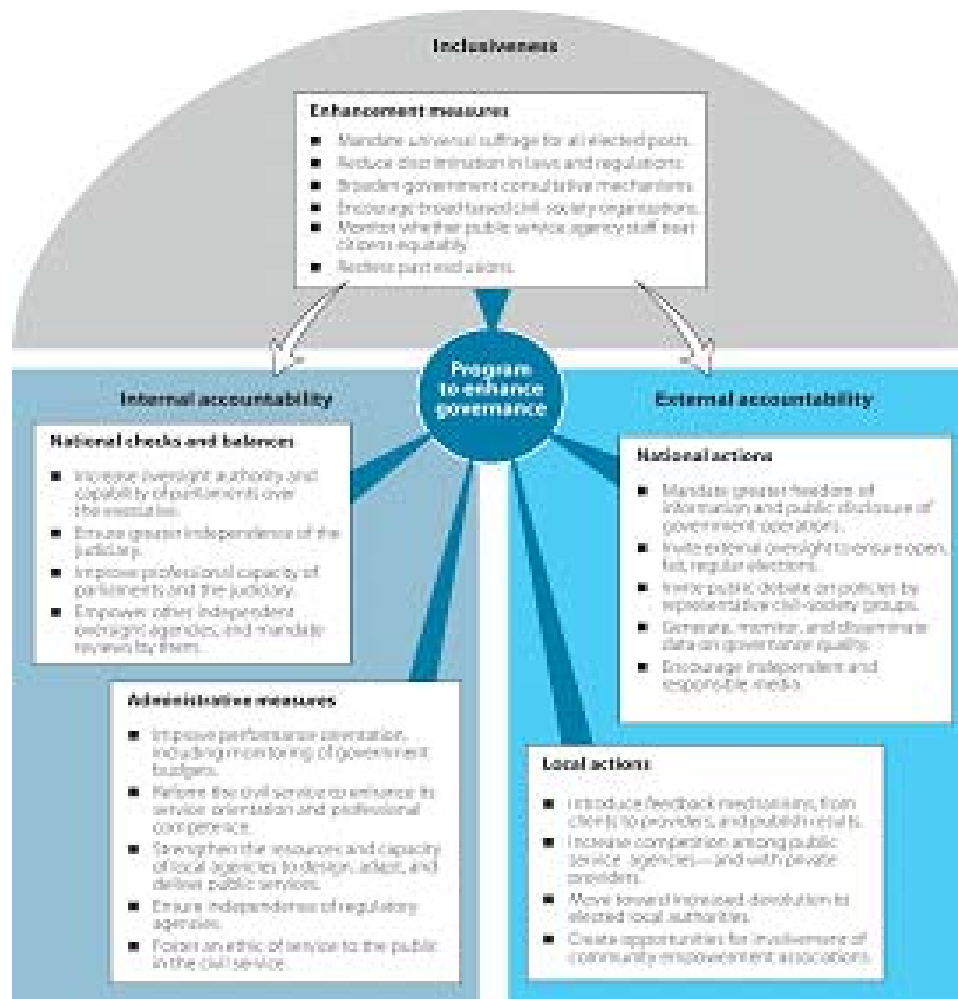 Inclusiveness
Enhancement measures
■ Mandate universal suffrage for all elected posts.
■ Reduce discrimination in laws and regulations.
■ Broaden government consultative mechanisms.
■ Encourage broad based civil-society organisations.
■ Monitor whether public service agency staff treat
citizens equitably.
■ Redress past exclusions.
Program
to enhance
governance
Internal accountability
National checks and balances
■ Increase oversight authority and
capability of parliaments over
the executive.
■ Ensure greater independence of the
judiciary.
■ Improve professional capacity of
parliaments and the judiciary.
■ Empower other independent
oversight agencies, and mandate
reviews by them.
Administrative measures
■ Improve performance orientation,
including monitoring of government
budgets.
■ Reform the civil service to enhance its
service orientation and professional
competence.
■ Strengthen the resources and capacity
of local agencies to design, adapt, and
deliver public services.
■ Ensure independence of regulatory
agencies.
■ Foster an ethic of service to the public
in the civil service.
External accountability
National actions
■ Mandate greater freedom of
information and public disclosure of
government operations.
■ Invite external oversight to ensure open,
fair, regular elections.
■ Invite public debate on policies by
representative civil-society groups.
■ Generate, monitor, and disseminate
data on governance quality.
■ Encourage independent and
responsible media.
Local actions
■ Introduce feedback mechanisms, from
clients to providers, and publish results.
■ Increase competition among public
service agencies—and with private
providers.
■ Move toward increased devolution to
elected local authorities.
■ Create opportunities for involvement of
community empowerment associations.